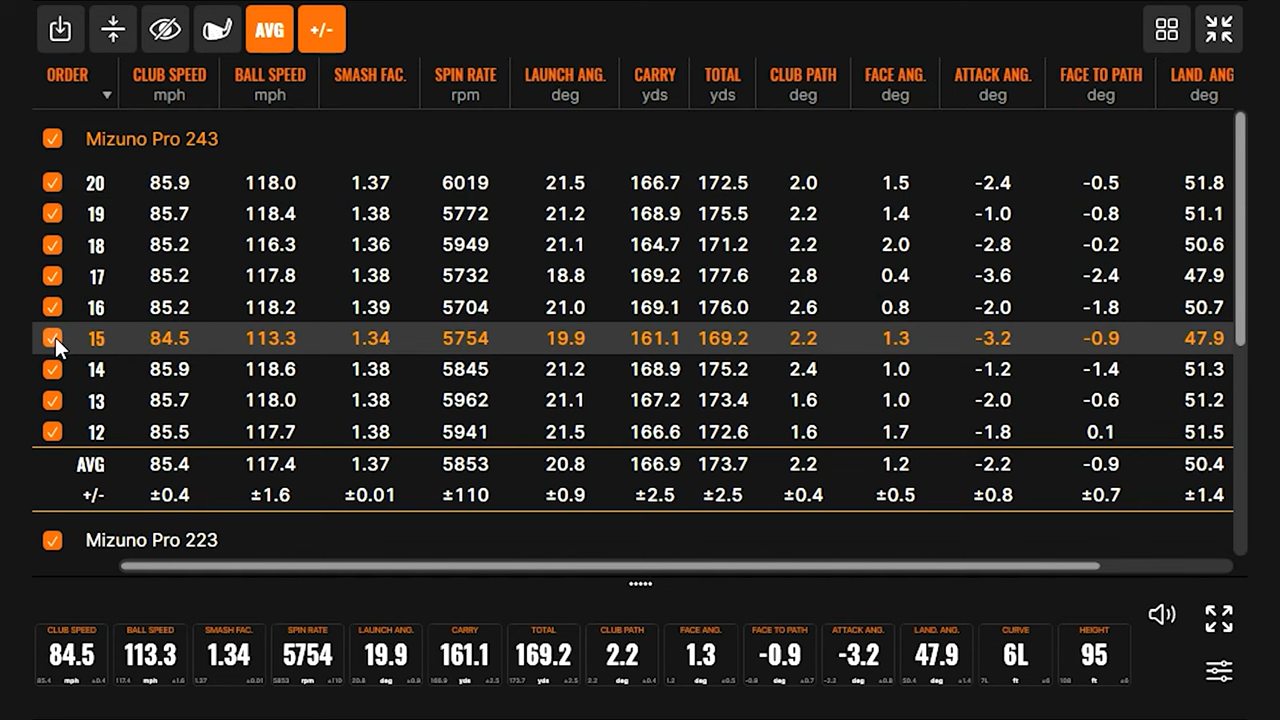 AVG +/-
ORDER CLUB SPEED BALL SPEED SMASH FAC. SPIN RATE LAUNCH ANG. CARRY TOTAL CLUB PATH FACE ANG. ATTACK ANG. FACE TO PATH LAND. ANG
mph mph rpm deg yds yds deg deg deg deg deg
Mizuno Pro 243
20 85.9 118.0 1.37 6019 21.5 166.7 172.5 2.0 1.5 -2.4 -0.5 51.8
19 85.7 118.4 1.38 5772 21.2 168.9 175.5 2.2 1.4 -1.0 -0.8 51.1
18 85.2 116.3 1.36 5949 21.1 164.7 171.2 2.2 2.0 -2.8 -0.2 50.6
17 85.2 117.8 1.38 5732 18.8 169.2 177.6 2.8 0.4 -3.6 -2.4 47.9
16 85.2 118.2 1.39 5704 21.0 169.1 176.0 2.6 0.8 -2.0 -1.8 50.7
15 84.5 113.3 1.34 5754 19.9 161.1 169.2 2.2 1.3 -3.2 -0.9 47.9
14 85.9 118.6 1.38 5845 21.2 168.9 175.2 2.4 1.0 -1.2 -1.4 51.3
13 85.7 118.0 1.38 5962 21.1 167.2 173.4 1.6 1.0 -2.0 -0.6 51.2
12 85.5 117.7 1.38 5941 21.5 166.6 172.6 1.6 1.7 -1.8 0.1 51.5
AVG 85.4 117.4 1.37 5853 20.8 166.9 173.7 2.2 1.2 -2.2 -0.9 50.4
+/- ±0.4 ±1.6 ±0.01 ±110 ±0.9 ±2.5 ±2.5 ±0.4 ±0.5 ±0.8 ±0.7 ±1.4
Mizuno Pro 223
CLUB SPEED BALL SPEED SMASH FAC. SPIN RATE LAUNCH ANG. CARRY TOTAL CLUB PATH FACE ANG. FACE TO PATH ATTACK ANG. LAND. ANG. CURVE HEIGHT
84.5 113.3 1.34 5754 19.9 161.1 169.2 2.2 1.3 -0.9 -3.2 47.9 6L 95
mph mph rpm deg yds yds deg deg deg deg deg ft ft